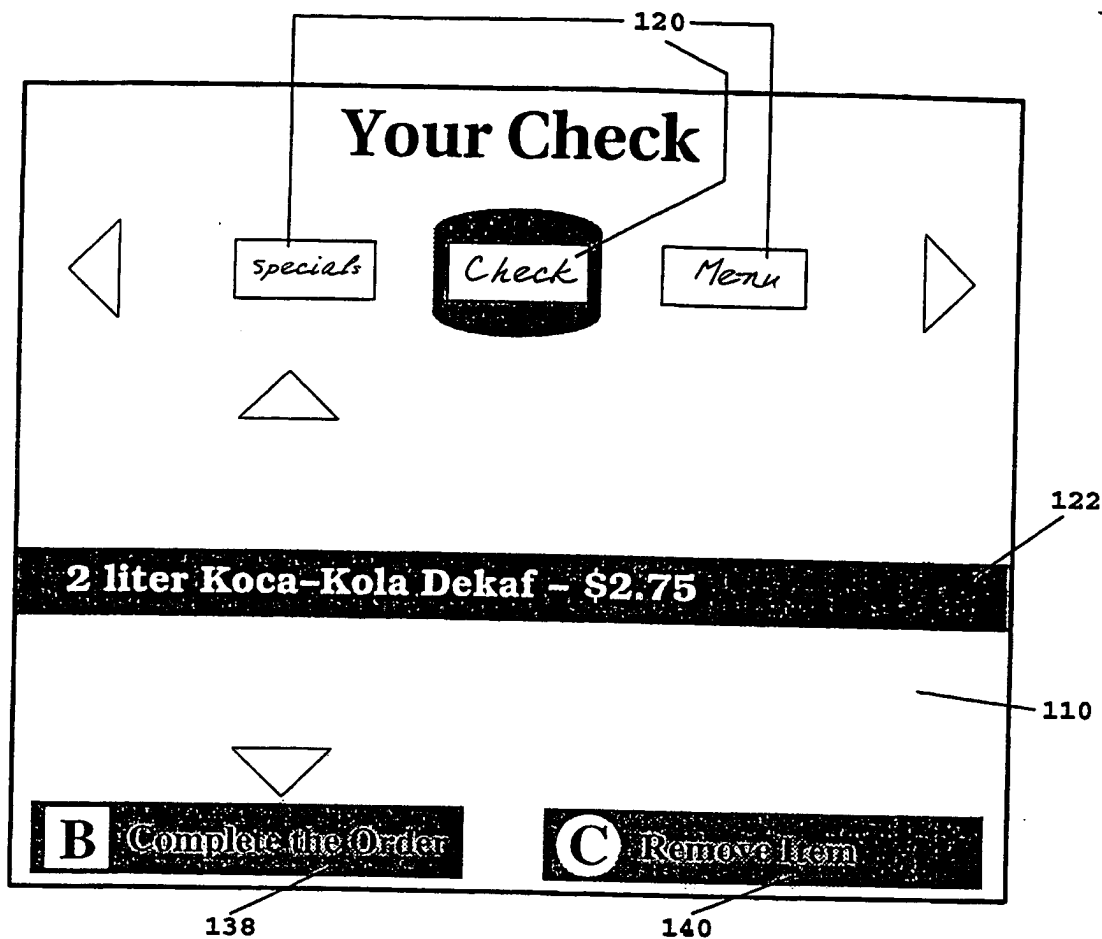 120
Your Check
Specials Check Menu
122
2 liter Koca-Kola Dekaf - $2.75
110
B Complete the Order C Remove Item
138 140